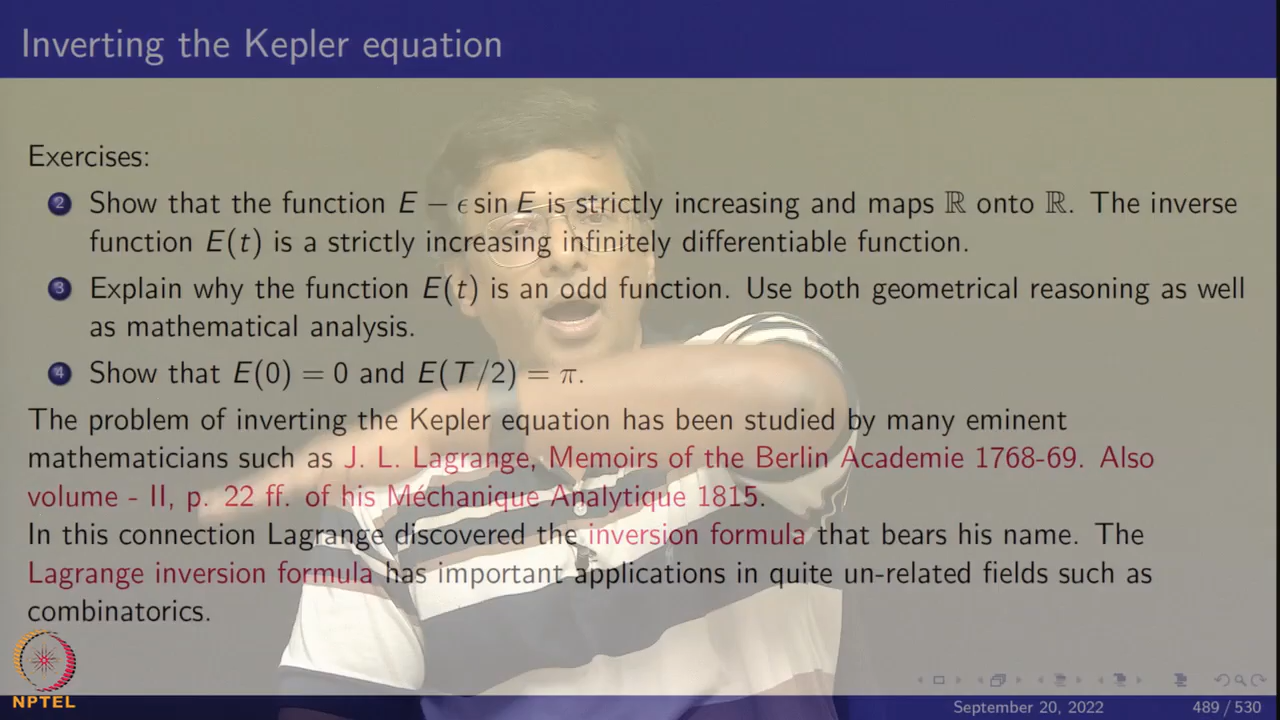 Inverting the Kepler equation
Exercises:
2 Show that the function E − ϵ sin E is strictly increasing and maps ℝ onto ℝ. The inverse
function E(t) is a strictly increasing infinitely differentiable function.
3 Explain why the function E(t) is an odd function. Use both geometrical reasoning as well
as mathematical analysis.
4 Show that E(0) = 0 and E(T/2) = π.
The problem of inverting the Kepler equation has been studied by many eminent
mathematicians such as J. L. Lagrange, Memoirs of the Berlin Academie 1768-69. Also
volume - II, p. 22 ff. of his Méchanique Analytique 1815.
In this connection Lagrange discovered the inversion formula that bears his name. The
Lagrange inversion formula has important applications in quite un-related fields such as
combinatorics.
NPTEL
September 20, 2022 489 / 530